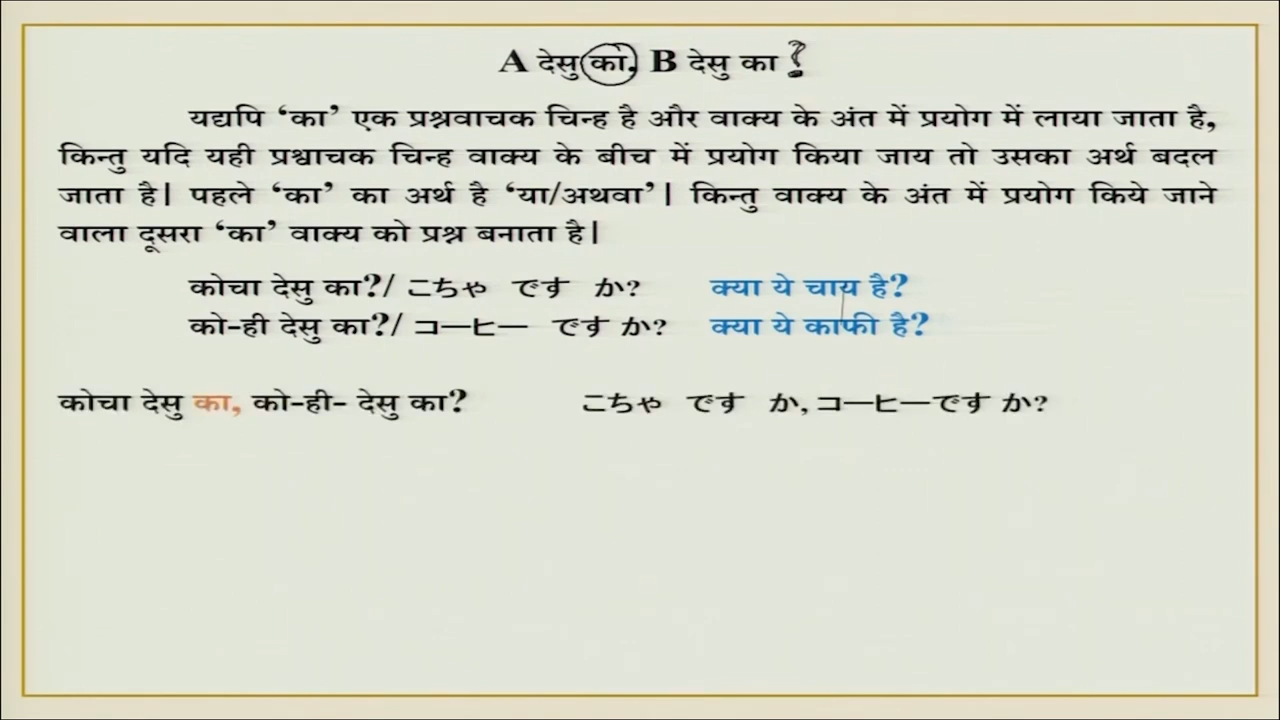 A देसु का, B देसु का ?
यद्यपि ‘का’ एक प्रश्नवाचक चिन्ह है और वाक्य के अंत में प्रयोग में लाया जाता है,
किन्तु यदि यही प्रश्वाचक चिन्ह वाक्य के बीच में प्रयोग किया जाय तो उसका अर्थ बदल
जाता है| पहले ‘का’ का अर्थ है ‘या/अथवा’| किन्तु वाक्य के अंत में प्रयोग किये जाने
वाला दूसरा ‘का’ वाक्य को प्रश्न बनाता है|
कोचा देसु का?/ こちゃ です か? क्या ये चाय है?
को-ही देसु का?/ コーヒー です か? क्या ये काफी है?
कोचा देसु का, को-ही- देसु का? こちゃ です か, コーヒーです か?